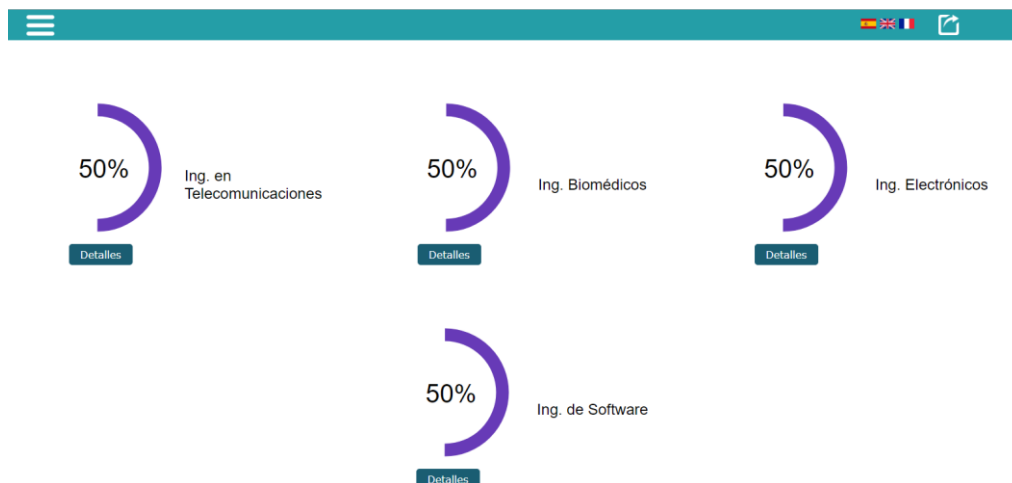 50%
Ing. en
Telecomunicaciones
Detalles
50%
Ing. Biomédicos
Detalles
50%
Ing. Electrónicos
Detalles
50%
Ing. de Software
Detalles